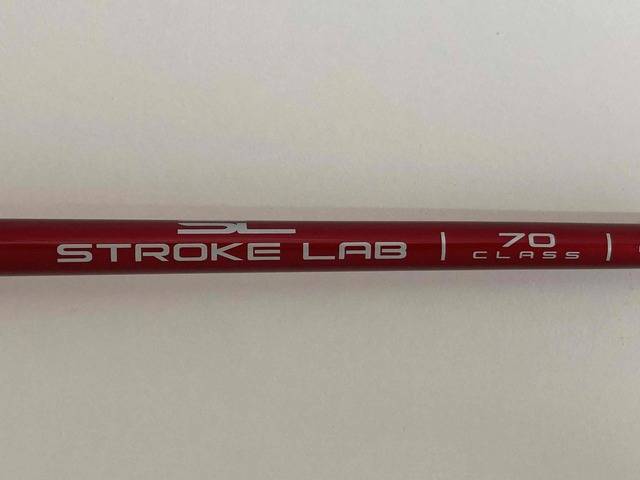 SL
STROKE LAB | 70
CLASS |